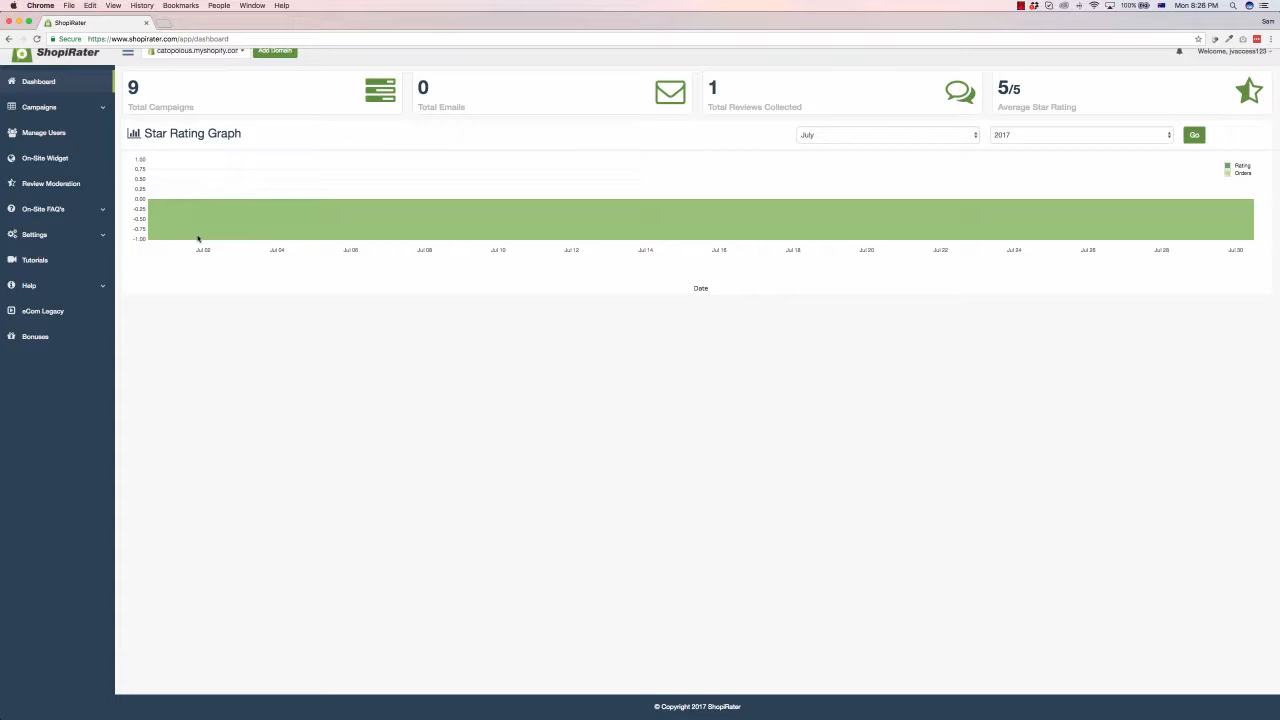 Chrome File Edit View History Bookmarks People Window Help 100% Mon 8:26 PM
ShopiRater Sam
Secure https://www.shopirater.com/app/dashboard
ShopiRater catopolous.myshopify.com Add Domain Welcome, jvaccess123
Dashboard
Campaigns
Manage Users
On-Site Widget
Review Moderation
On-Site FAQ's
Settings
Tutorials
Help
eCom Legacy
Bonuses
9
Total Campaigns
0
Total Emails
1
Total Reviews Collected
5/5
Average Star Rating
Star Rating Graph July 2017 Go
Rating
Orders
1.00
0.75
0.50
0.25
0.00
-0.25
-0.50
-0.75
-1.00
Jul 02 Jul 04 Jul 06 Jul 08 Jul 10 Jul 12 Jul 14 Jul 16 Jul 18 Jul 20 Jul 22 Jul 24 Jul 26 Jul 28 Jul 30
Date
© Copyright 2017 ShopiRater